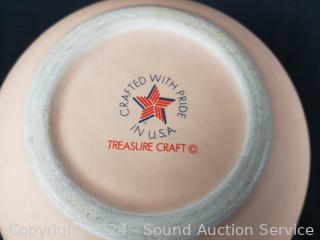 CRAFTED WITH PRIDE
IN U.S.A.
TREASURE CRAFT ©
Copyright 2024 - Sound Auction Service